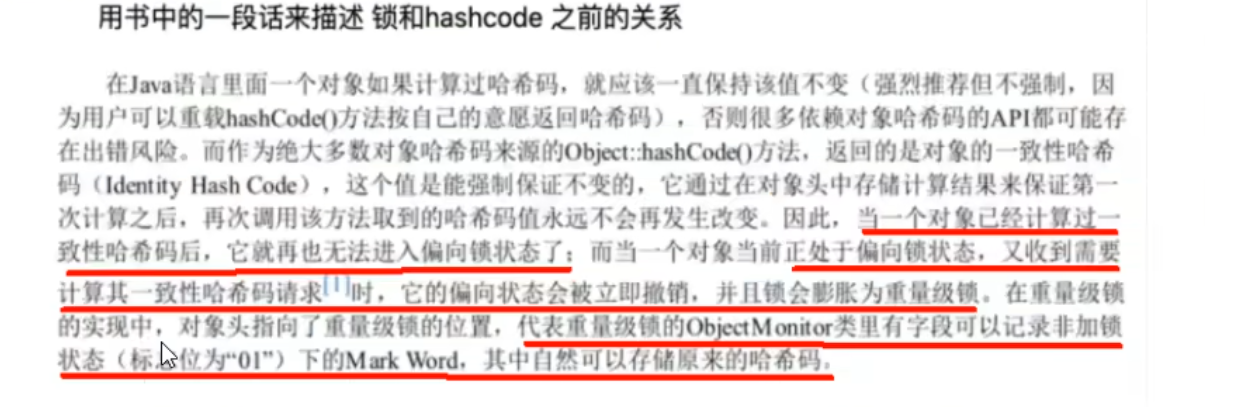 用书中的一段话来描述 锁和hashcode 之前的关系
在Java语言里面一个对象如果计算过哈希码，就应该一直保持该值不变（强烈推荐但不强制，因
为用户可以重载hashCode()方法按自己的意愿返回哈希码），否则很多依赖对象哈希码的API都可能存
在出错风险。而作为绝大多数对象哈希码来源的Object::hashCode()方法，返回的是对象的一致性哈希
码（Identity Hash Code），这个值是能强制保证不变的，它通过在对象头中存储计算结果来保证第一
次计算之后，再次调用该方法取到的哈希码值永远不会再发生改变。因此，当一个对象已经计算过一
致性哈希码后，它就再也无法进入偏向锁状态了；而当一个对象当前正处于偏向锁状态，又收到需要
计算其一致性哈希码请求[1]时，它的偏向状态会被立即撤销，并且锁会膨胀为重量级锁。在重量级锁
的实现中，对象头指向了重量级锁的位置，代表重量级锁的ObjectMonitor类里有字段可以记录非加锁
状态（标位为“01”）下的Mark Word，其中自然可以存储原来的哈希码。